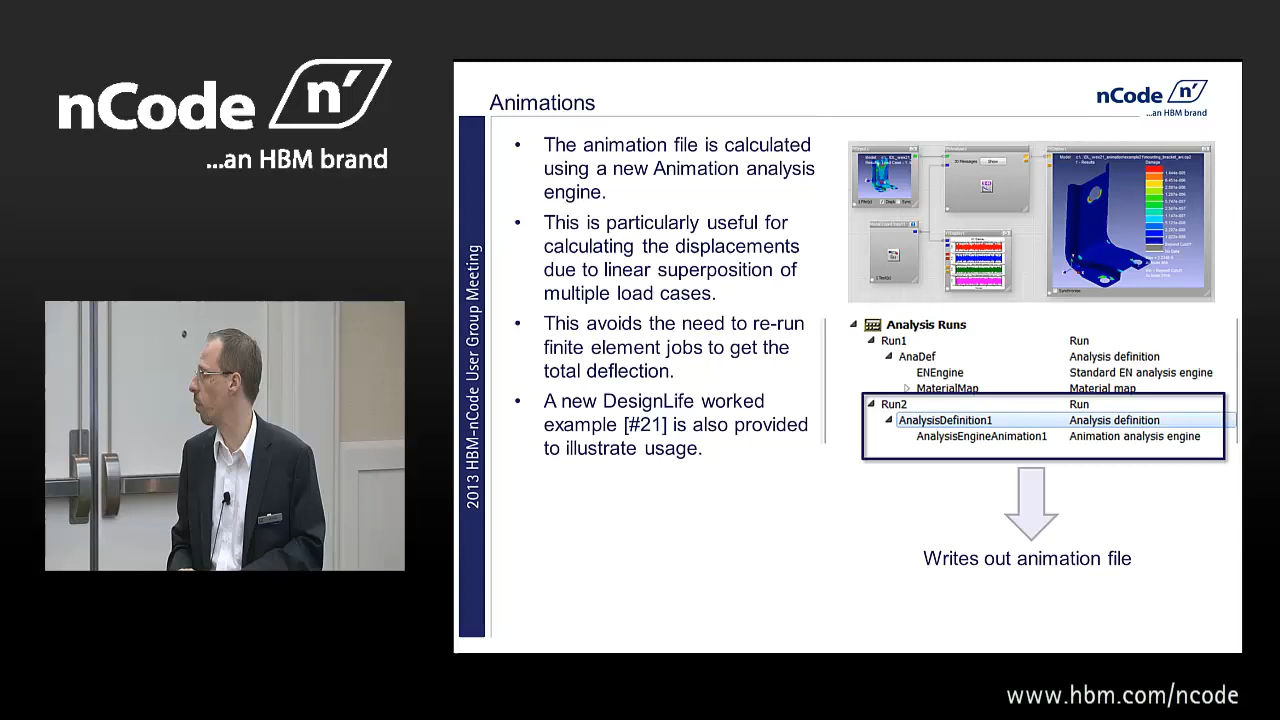 nCode n'
...an HBM brand
Animations
nCode n'
...an HBM brand
2013 HBM-nCode User Group Meeting
• The animation file is calculated
using a new Animation analysis
engine.
• This is particularly useful for
calculating the displacements
due to linear superposition of
multiple load cases.
• This avoids the need to re-run
finite element jobs to get the
total deflection.
• A new DesignLife worked
example [#21] is also provided
to illustrate usage.
Show
Analysis Runs
Run1 Run
AnaDef Analysis definition
ENEngine Standard EN analysis engine
MaterialMap Material map
Run2 Run
AnalysisDefinition1 Analysis definition
AnalysisEngineAnimation1 Animation analysis engine
Writes out animation file
www.hbm.com/ncode